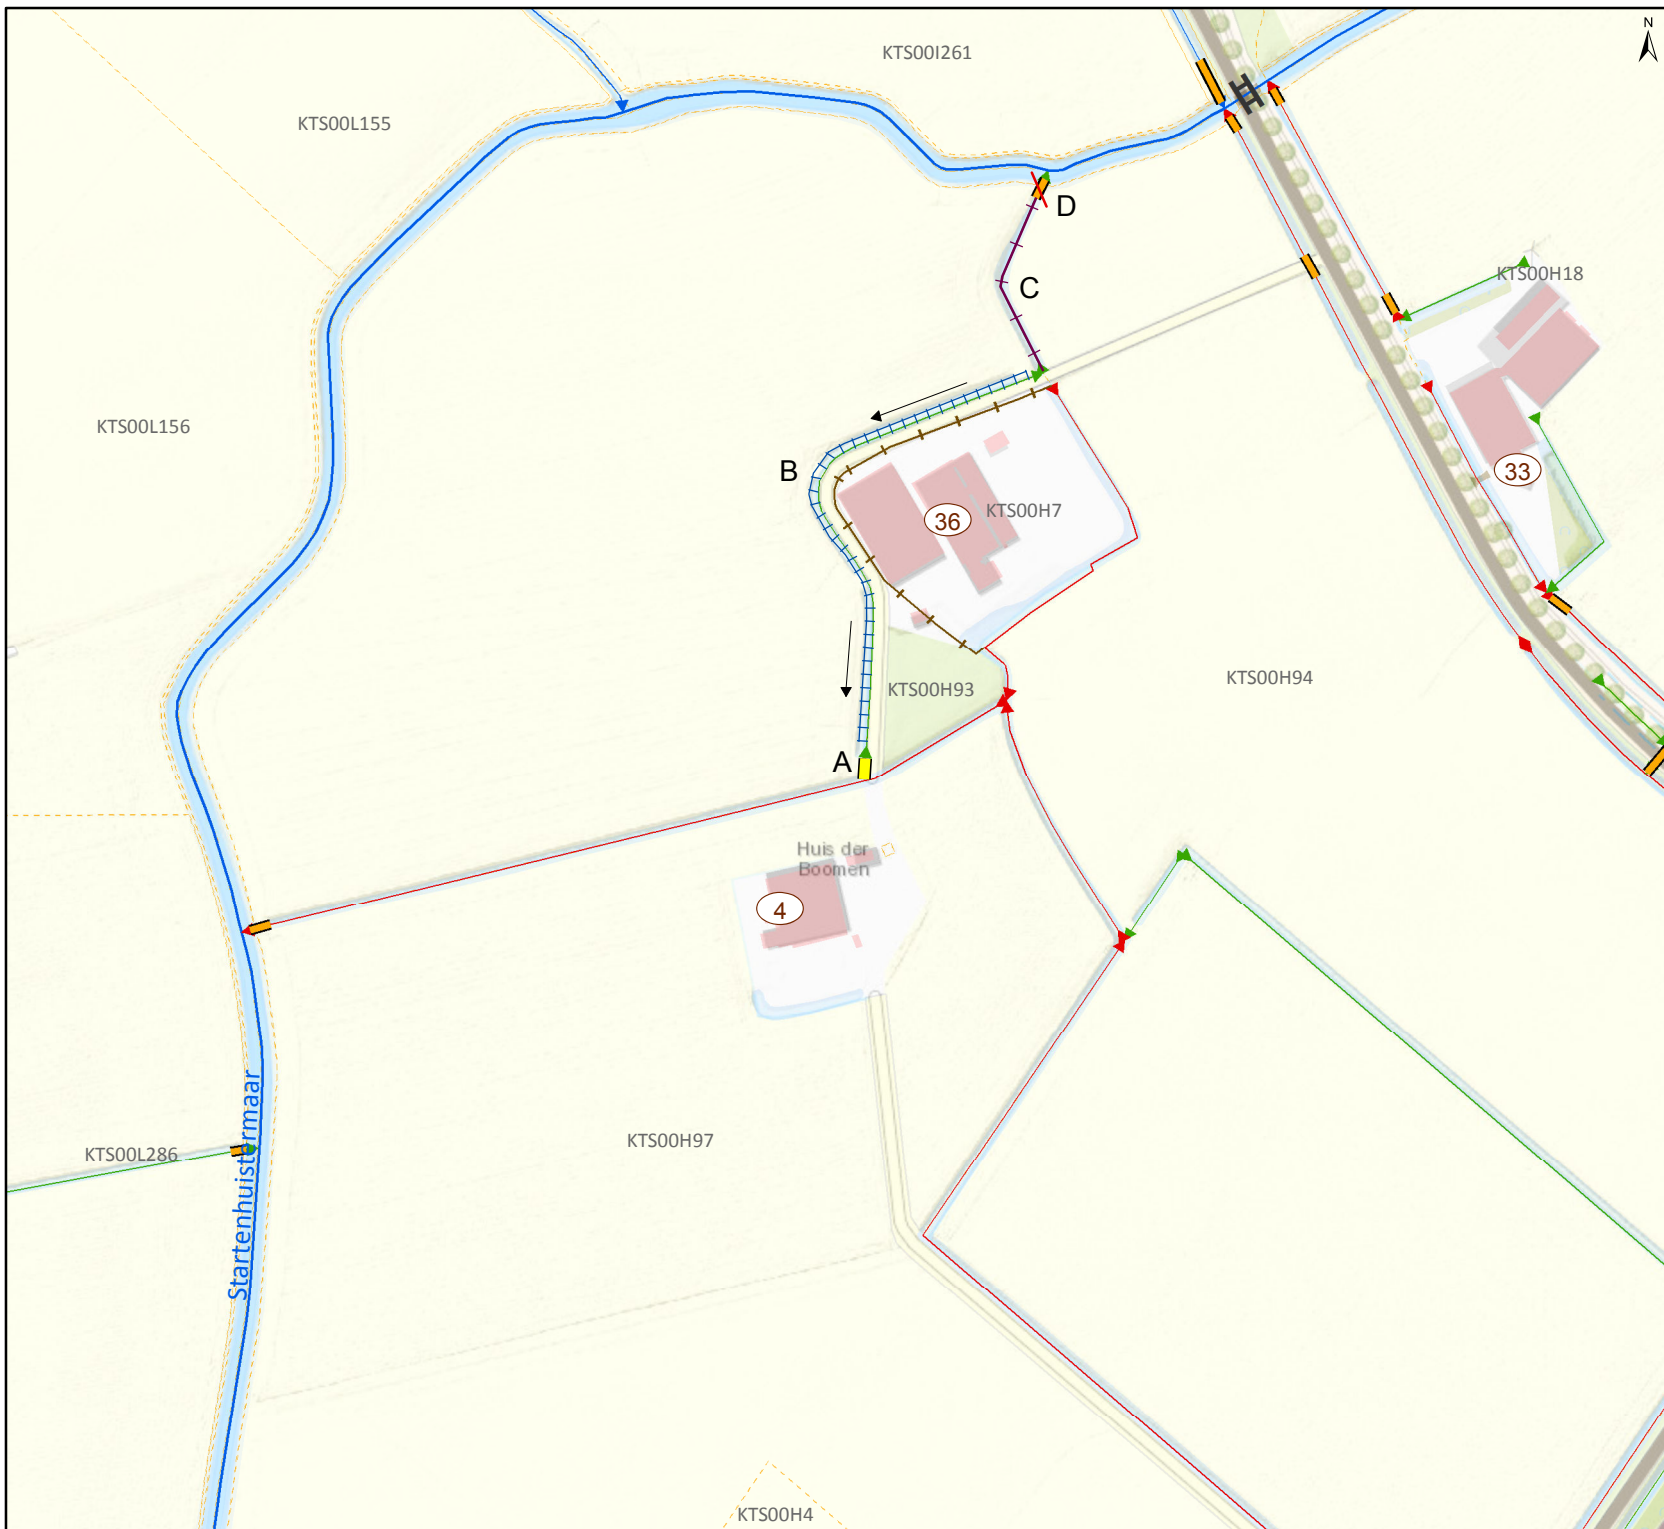 N
KTS00I261
KTS00L155
D
KTS00H18
C
KTS00L156
B
33
36
KTS00H7
KTS00H94
KTS00H93
A
Huis der
Boomen
4
KTS00H97
KTS00L286
Startenhuistermaar
KTS00H4